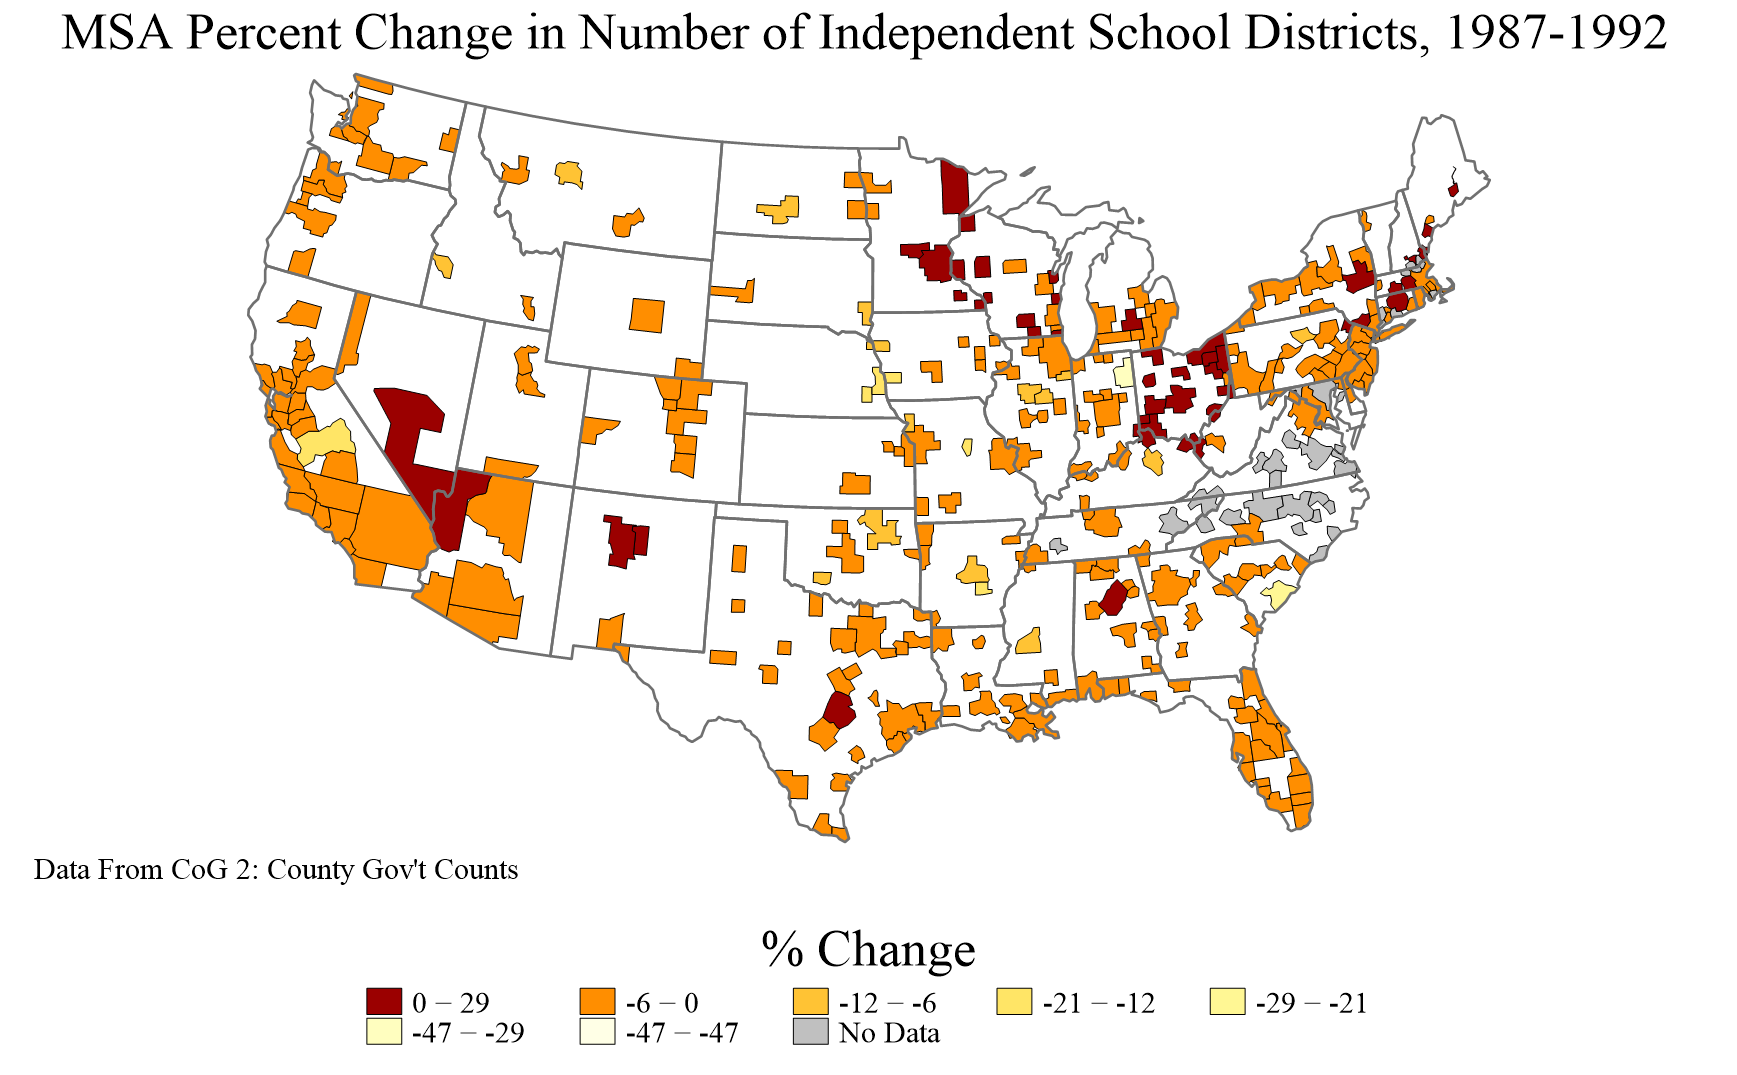 MSA Percent Change in Number of Independent School Districts, 1987-1992
Data From CoG 2: County Gov't Counts
% Change
0 − 29
-6 − 0
-12 − -6
-21 − -12
-29 − -21
-47 − -29
-47 − -47
No Data